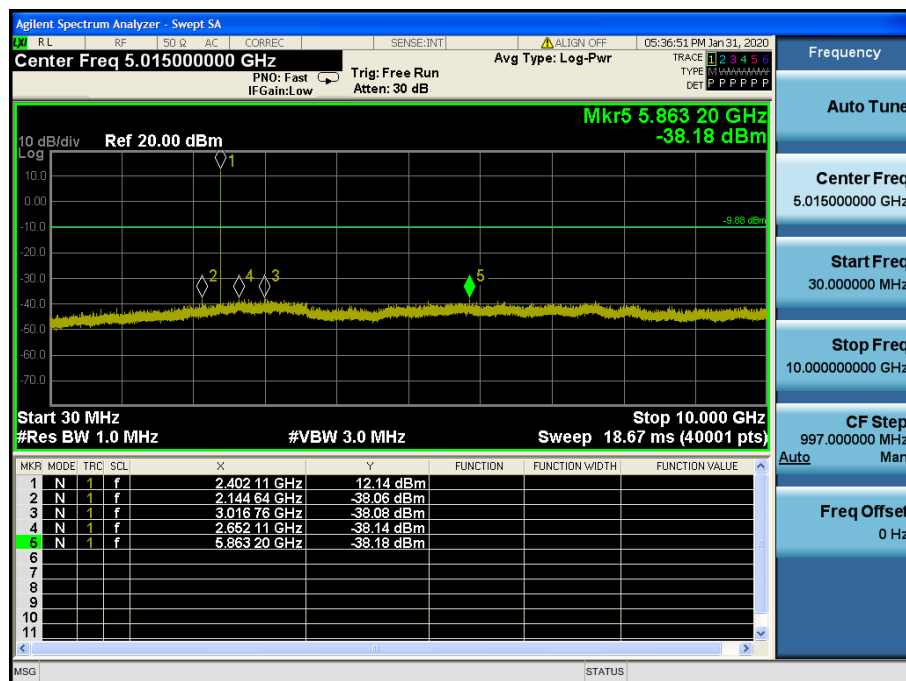 Agilent Spectrum Analyzer - Swept SA
LXI RL RF 50 Ω AC CORREC SENSE:INT ALIGN OFF 05:36:51 PM Jan 31, 2020
Center Freq 5.015000000 GHz
PNO: Fast
IFGain:Low
Trig: Free Run
Atten: 30 dB
Avg Type: Log-Pwr
TRACE 1 2 3 4 5 6
TYPE M
DET P P P P P P
Mkr5 5.863 20 GHz
-38.18 dBm
10 dB/div Ref 20.00 dBm
Log
10.0
0.00
-10.0
-20.0
-30.0
-40.0
-50.0
-60.0
-70.0
1
2
4
3
5
-9.88 dBm
Start 30 MHz Stop 10.000 GHz
#Res BW 1.0 MHz #VBW 3.0 MHz Sweep 18.67 ms (40001 pts)
MKR MODE TRC SCL X Y FUNCTION FUNCTION WIDTH FUNCTION VALUE
1 N 1 f 2.402 11 GHz 12.14 dBm
2 N 1 f 2.144 64 GHz -38.06 dBm
3 N 1 f 3.016 76 GHz -38.08 dBm
4 N 1 f 2.652 11 GHz -38.14 dBm
5 N 1 f 5.863 20 GHz -38.18 dBm
6
7
8
9
10
11
MSG STATUS
Frequency
Auto Tune
Center Freq
5.015000000 GHz
Start Freq
30.000000 MHz
Stop Freq
10.000000000 GHz
CF Step
997.000000 MHz
Auto Man
Freq Offset
0 Hz